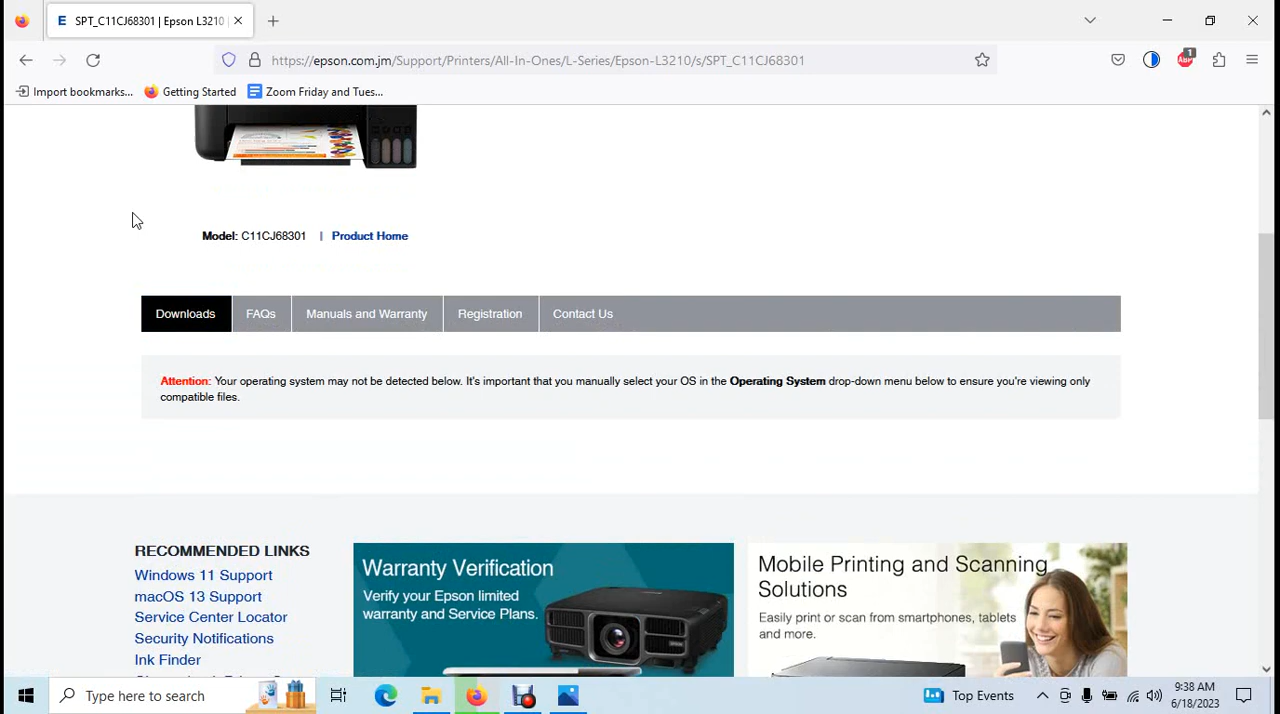 E SPT_C11CJ68301 | Epson L3210
https://epson.com.jm/Support/Printers/All-In-Ones/L-Series/Epson-L3210/s/SPT_C11CJ68301
1
Import bookmarks... Getting Started Zoom Friday and Tues...
Model: C11CJ68301 | Product Home
Downloads FAQs Manuals and Warranty Registration Contact Us
Attention: Your operating system may not be detected below. It's important that you manually select your OS in the Operating System drop-down menu below to ensure you're viewing only
compatible files.
RECOMMENDED LINKS
Windows 11 Support
macOS 13 Support
Service Center Locator
Security Notifications
Ink Finder
Warranty Verification
Verify your Epson limited
warranty and Service Plans.
Mobile Printing and Scanning
Solutions
Easily print or scan from smartphones, tablets
and more.
Type here to search
Top Events
9:38 AM
6/18/2023